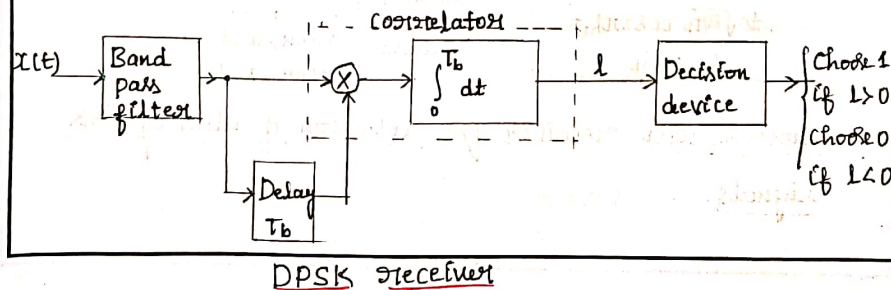 correlator
x(t)
Band
pass
filter
X
∫₀^Tb dt
l
Decision
device
Choose 1
if l>0
choose 0
if l<0
Delay
Tb
DPSK receiver